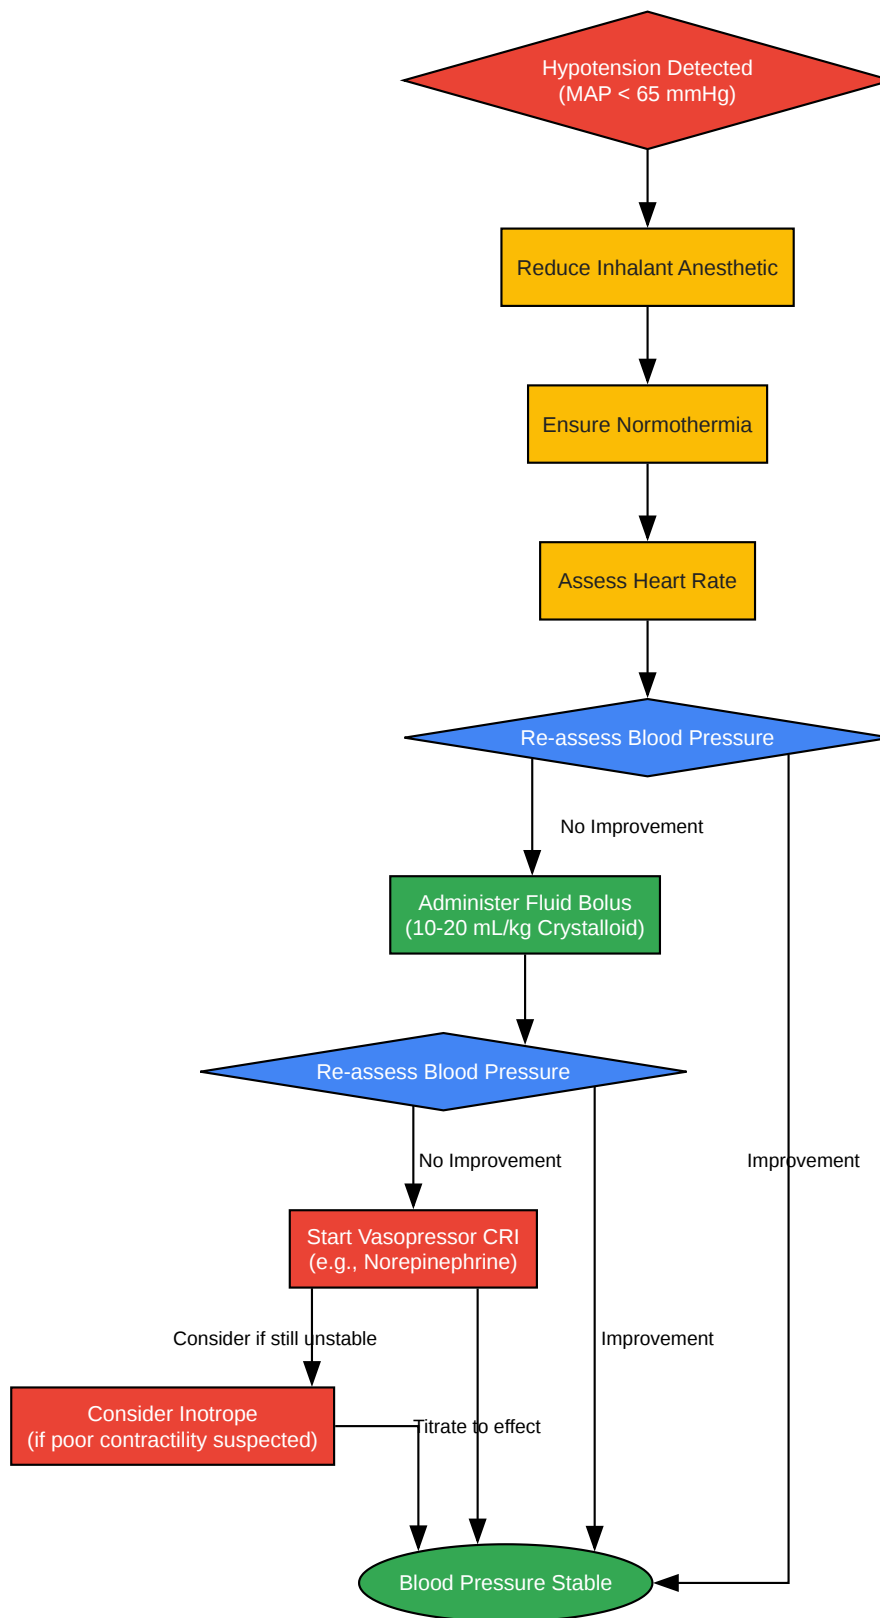 Hypotension Detected
(MAP < 65 mmHg)
Reduce Inhalant Anesthetic
Ensure Normothermia
Assess Heart Rate
Re-assess Blood Pressure
No Improvement
Administer Fluid Bolus
(10-20 mL/kg Crystalloid)
Re-assess Blood Pressure
No Improvement
Improvement
Start Vasopressor CRI
(e.g., Norepinephrine)
Consider if still unstable
Improvement
Consider Inotrope
(if poor contractility suspected)
Titrate to effect
Blood Pressure Stable